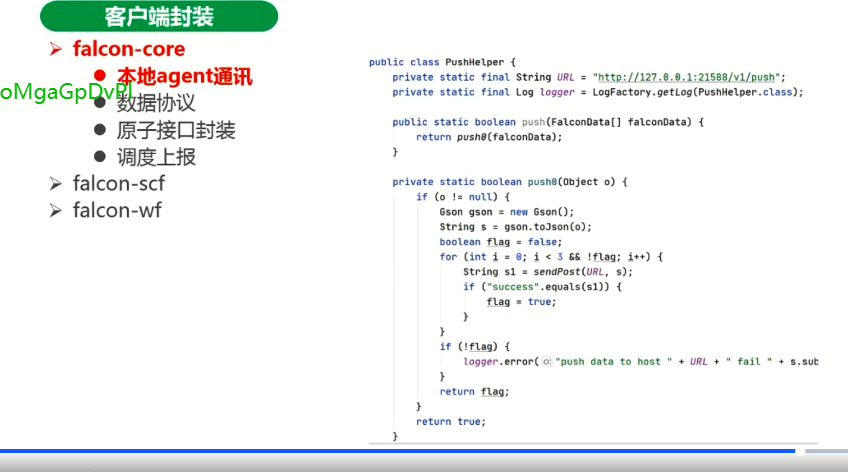 客户端封装
falcon-core
本地agent通讯
oMgaGpDvPl
数据协议
原子接口封装
调度上报
falcon-scf
falcon-wf
public class PushHelper {
private static final String URL = "http://127.0.0.1:21588/v1/push";
private static final Log logger = LogFactory.getLog(PushHelper.class);
public static boolean push(FalconData[] falconData) {
return push0(falconData);
}
private static boolean push0(Object o) {
if (o != null) {
Gson gson = new Gson();
String s = gson.toJson(o);
boolean flag = false;
for (int i = 0; i < 3 && !flag; i++) {
String s1 = sendPost(URL, s);
if ("success".equals(s1)) {
flag = true;
}
}
if (!flag) {
logger.error( o: "push data to host " + URL + " fail " + s.sub
}
return flag;
}
return true;
}